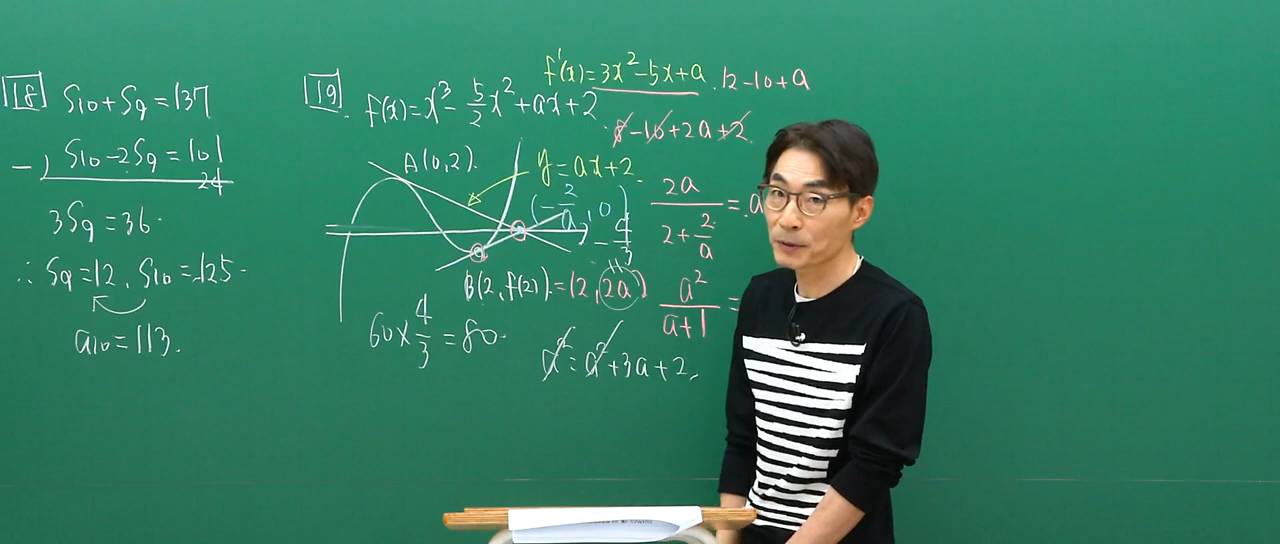 18
S₁₀+S₉=137
−) S₁₀−2S₉=101
24
3S₉=36
∴ S₉=12, S₁₀=125
a₁₀=113.
19.
f'(x)=3x²−5x+a
12−10+a
f(x)=x³−5/2x²+ax+2
8−10+2a+2
A(0,2).
y=ax+2.
(−2/a, 0)
2a/(2+2/a)=
−4/3
B(2,f(2))=(2,2a)
a²/(a+1)=
60×4/3=80.
a²=a²+3a+2,